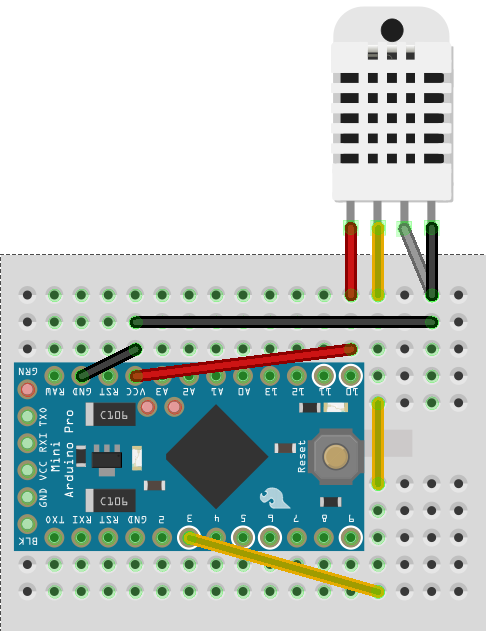 GRN
RAW GND RST VCC A3 A2 A1 A0 13 12 11 10
C106
GND VCC RXI TXO
Mini
Arduino Pro
Reset
C106
TXO RXI RST GND 2 3 4 5 6 7 8 9
BLK